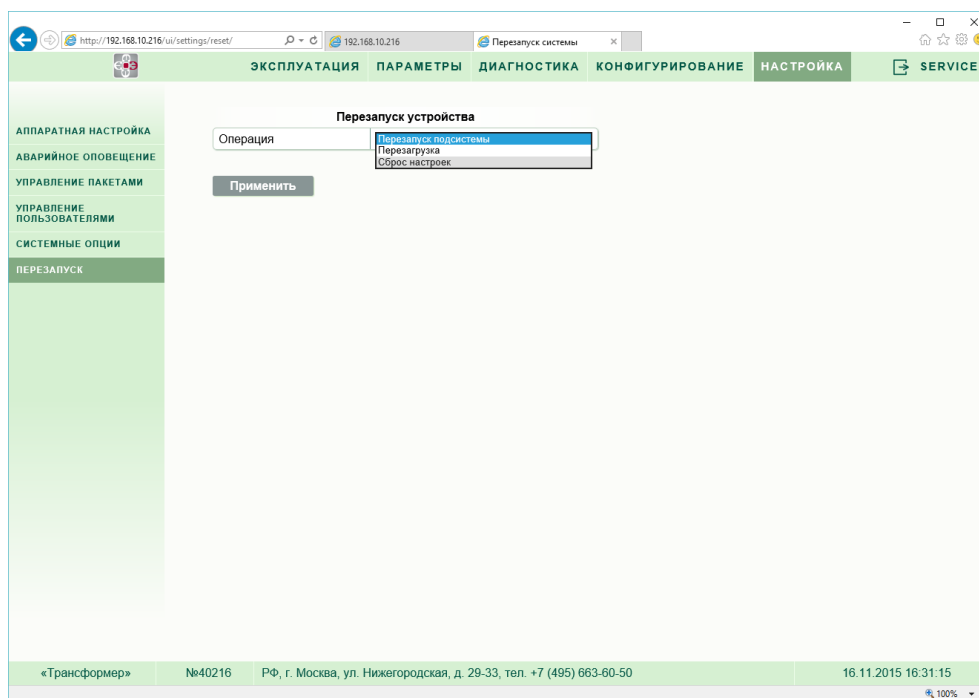 http://192.168.10.216/ui/settings/reset/
192.168.10.216
Перезапуск системы
ЭКСПЛУАТАЦИЯ ПАРАМЕТРЫ ДИАГНОСТИКА КОНФИГУРИРОВАНИЕ НАСТРОЙКА SERVICE
АППАРАТНАЯ НАСТРОЙКА
АВАРИЙНОЕ ОПОВЕЩЕНИЕ
УПРАВЛЕНИЕ ПАКЕТАМИ
УПРАВЛЕНИЕ
ПОЛЬЗОВАТЕЛЯМИ
СИСТЕМНЫЕ ОПЦИИ
ПЕРЕЗАПУСК
Перезапуск устройства
Операция
Перезапуск подсистемы
Перезагрузка
Сброс настроек
Применить
«Трансформер» №40216 РФ, г. Москва, ул. Нижегородская, д. 29-33, тел. +7 (495) 663-60-50 16.11.2015 16:31:15
100%